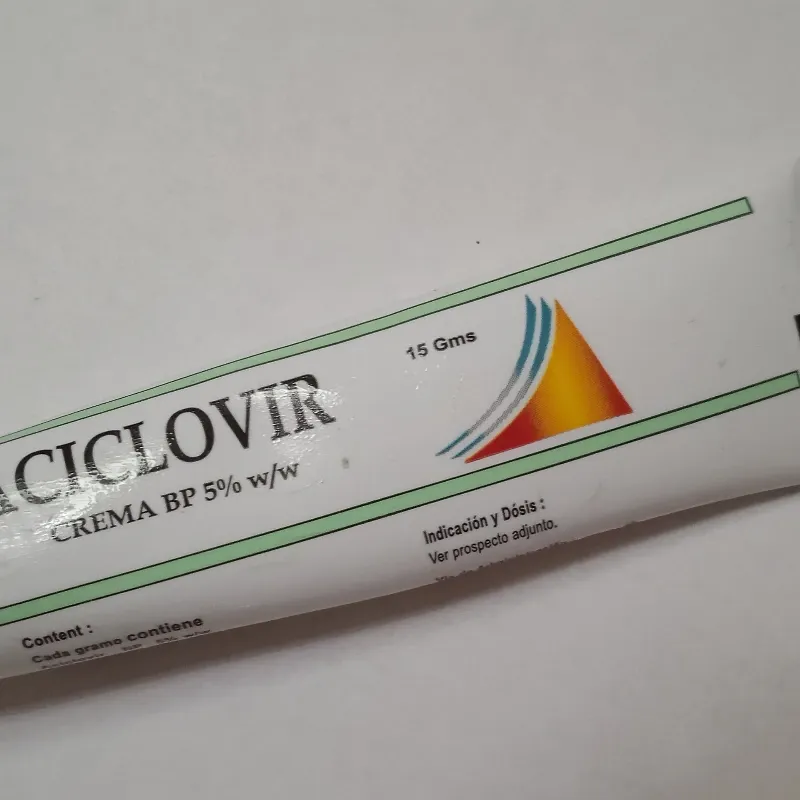 ACICLOVIR
CREMA BP 5% w/w
15 Gms
Indicación y Dósis :
Ver prospecto adjunto.
Content :
Cada gramo contiene